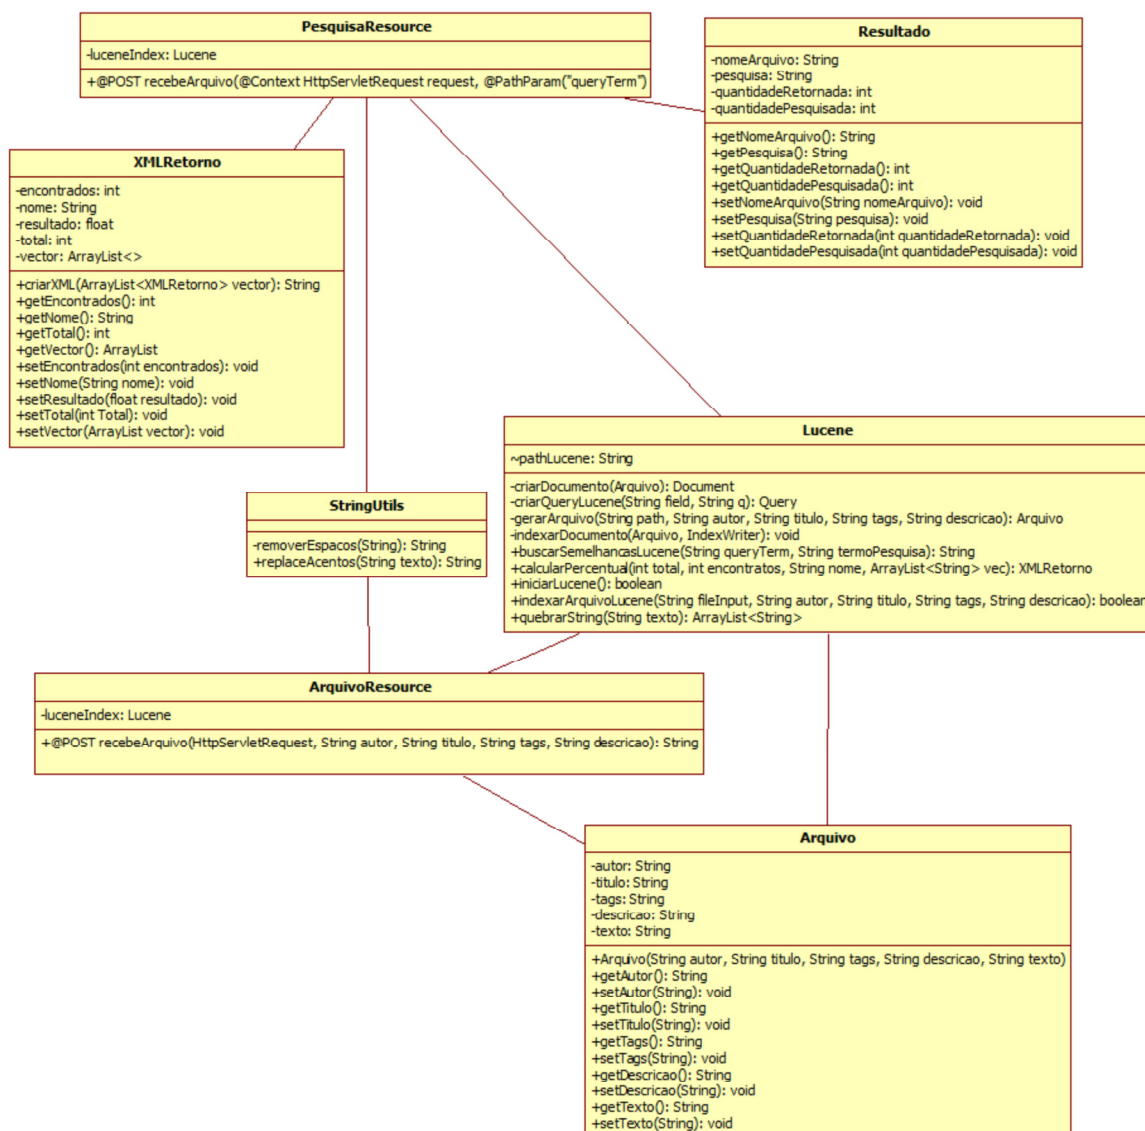 PesquisaResource
-luceneIndex: Lucene
+@POST recebeArquivo(@Context HttpServletRequest request, @PathParam("queryTerm")
Resultado
-nomeArquivo: String
-pesquisa: String
-quantidadeRetornada: int
-quantidadePesquisada: int
+getNomeArquivo(): String
+getPesquisa(): String
+getQuantidadeRetornada(): int
+getQuantidadePesquisada(): int
+setNomeArquivo(String nomeArquivo): void
+setPesquisa(String pesquisa): void
+setQuantidadeRetornada(int quantidadeRetornada): void
+setQuantidadePesquisada(int quantidadePesquisada): void
XMLRetorno
-encontrados: int
-nome: String
-resultado: float
-total: int
-vector: ArrayList<>
+criarXML(ArrayList<XMLRetorno> vector): String
+getEncontrados(): int
+getNome(): String
+getTotal(): int
+getVector(): ArrayList
+setEncontrados(int encontrados): void
+setNome(String nome): void
+setResultado(float resultado): void
+setTotal(int Total): void
+setVector(ArrayList vector): void
Lucene
~pathLucene: String
-criarDocumento(Arquivo): Document
-criarQueryLucene(String field, String q): Query
-gerarArquivo(String path, String autor, String titulo, String tags, String descricao): Arquivo
-indexarDocumento(Arquivo, IndexWriter): void
+buscarSemelhancasLucene(String queryTerm, String termoPesquisa): String
+calcularPercentual(int total, int encontratos, String nome, ArrayList<String> vec): XMLRetorno
+iniciarLucene(): boolean
+indexarArquivoLucene(String fileInput, String autor, String titulo, String tags, String descricao): boolean
+quebrarString(String texto): ArrayList<String>
StringUtils
-removerEspacos(String): String
+replaceAcentos(String texto): String
ArquivoResource
-luceneIndex: Lucene
+@POST recebeArquivo(HttpServletRequest, String autor, String titulo, String tags, String descricao): String
Arquivo
-autor: String
-titulo: String
-tags: String
-descricao: String
-texto: String
+Arquivo(String autor, String titulo, String tags, String descricao, String texto)
+getAutor(): String
+setAutor(String): void
+getTitulo(): String
+setTitulo(String): void
+getTags(): String
+setTags(String): void
+getDescricao(): String
+setDescricao(String): void
+getTexto(): String
+setTexto(String): void